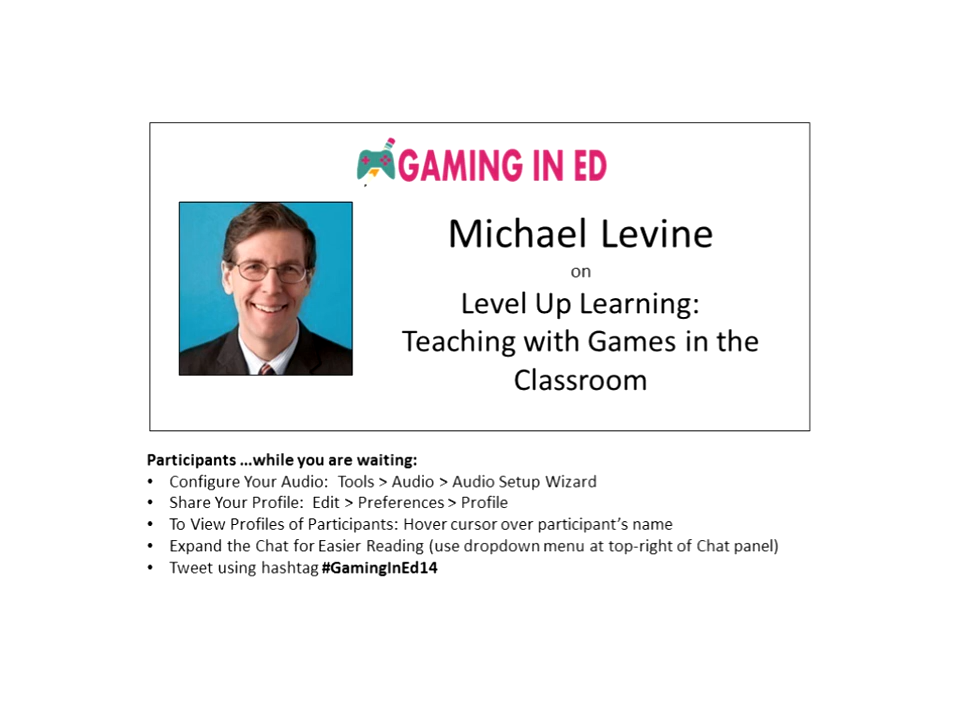 GAMING IN ED
Michael Levine
on
Level Up Learning:
Teaching with Games in the
Classroom
Participants ...while you are waiting:
• Configure Your Audio: Tools > Audio > Audio Setup Wizard
• Share Your Profile: Edit > Preferences > Profile
• To View Profiles of Participants: Hover cursor over participant’s name
• Expand the Chat for Easier Reading (use dropdown menu at top-right of Chat panel)
• Tweet using hashtag #GamingInEd14